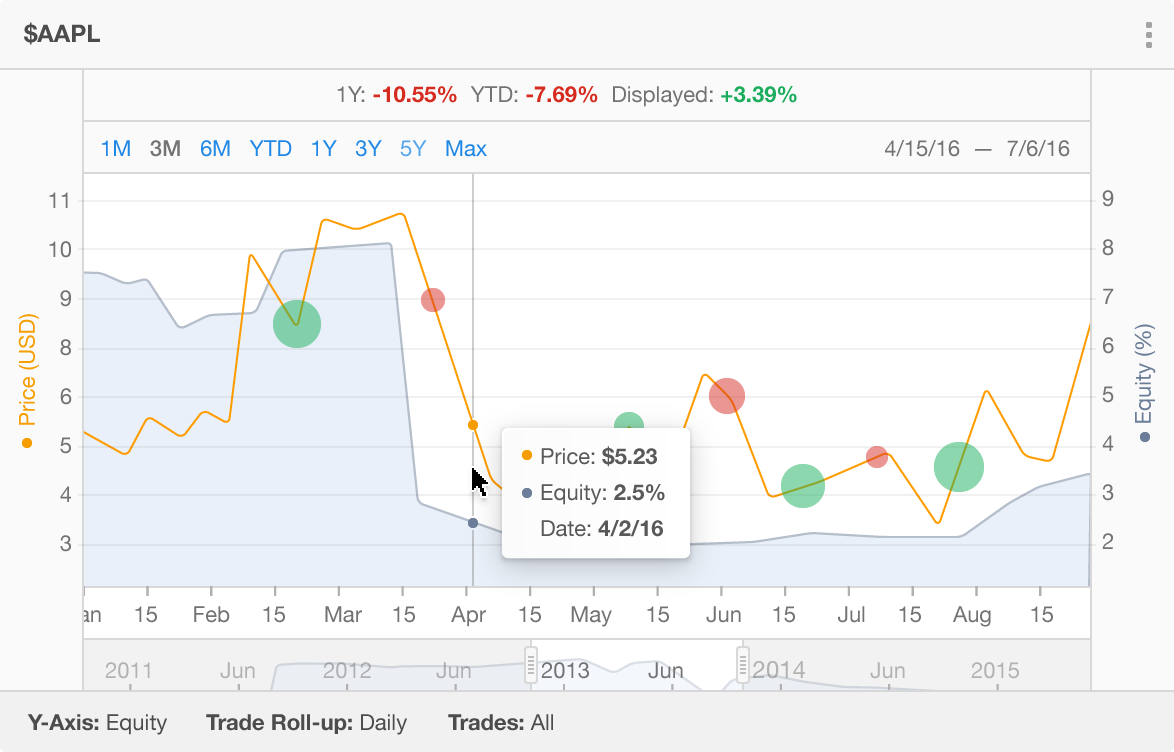 $AAPL
1Y: -10.55% YTD: -7.69% Displayed: +3.39%
1M 3M 6M YTD 1Y 3Y 5Y Max 4/15/16 — 7/6/16
Price (USD)
11
10
9
8
6
5
4
3
9
8
7
6
5
4
3
2
Equity (%)
Price: $5.23
Equity: 2.5%
Date: 4/2/16
an 15 Feb 15 Mar 15 Apr 15 May 15 Jun 15 Jul 15 Aug 15
2011 Jun 2012 Jun 2013 Jun 2014 Jun 2015
Y-Axis: Equity Trade Roll-up: Daily Trades: All